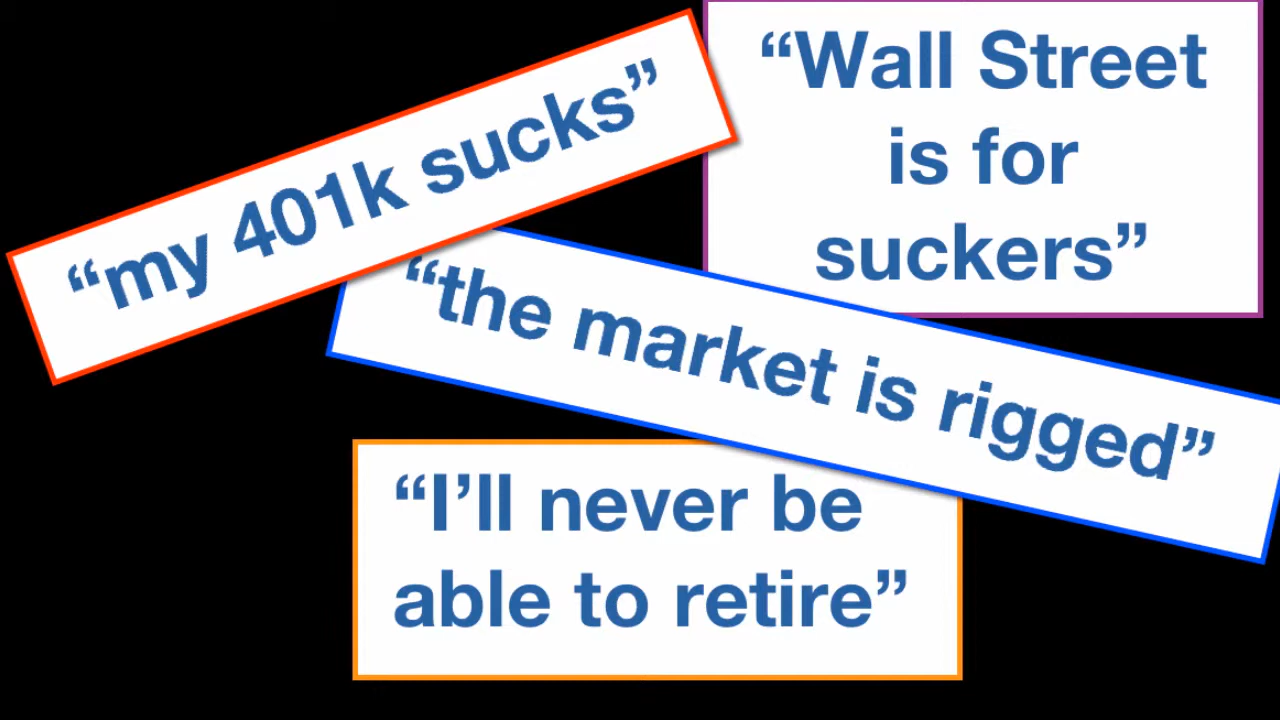 “my 401k sucks”
“Wall Street
is for
suckers”
“the market is rigged”
“I’ll never be
able to retire”